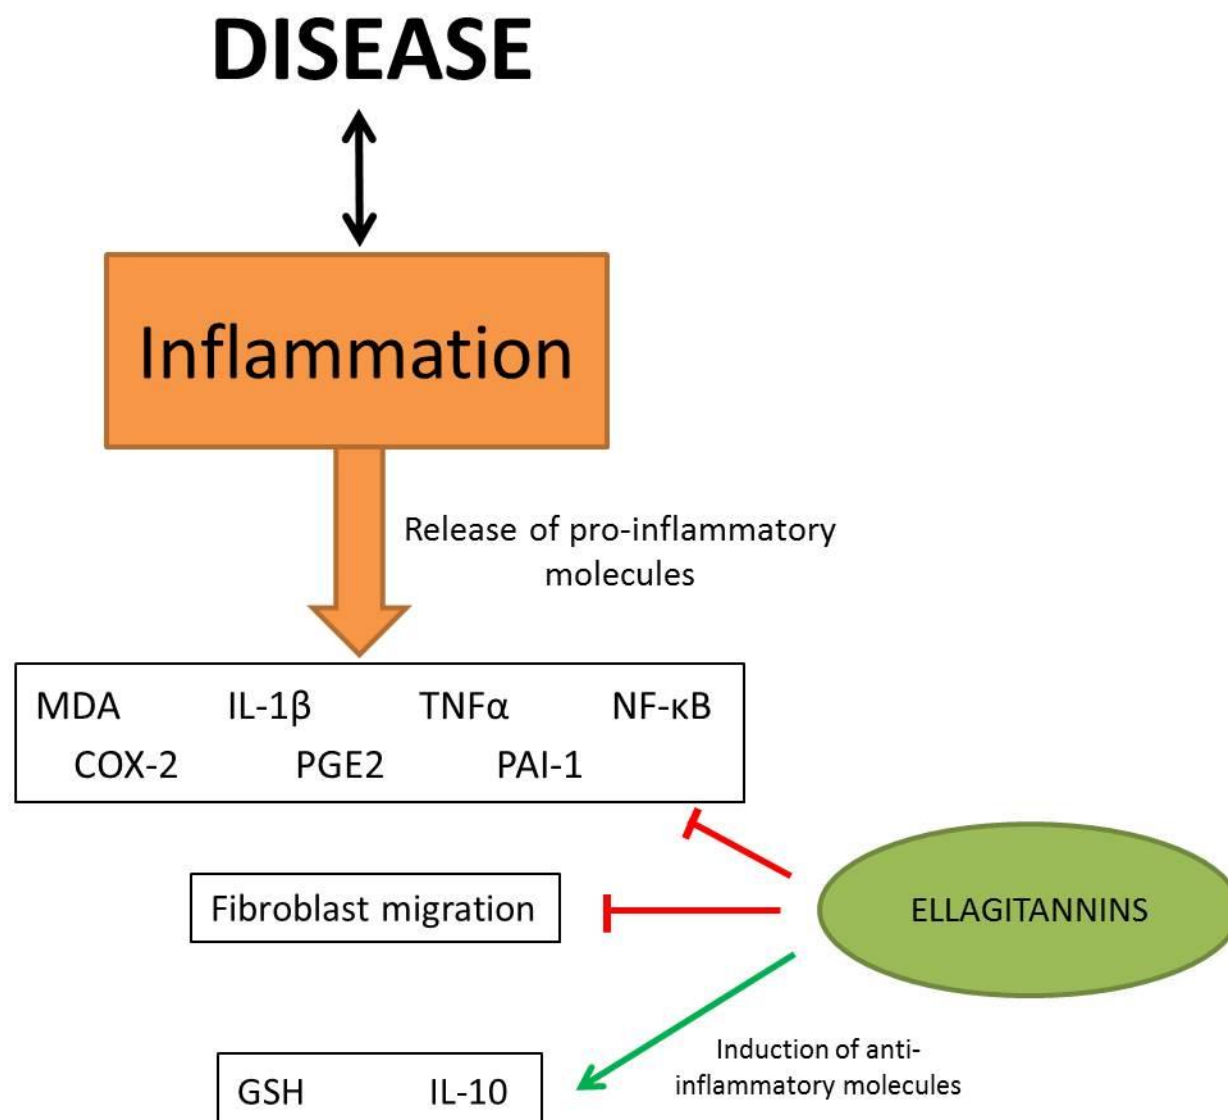 DISEASE
Inflammation
Release of pro-inflammatory
molecules
MDA IL-1β TNFα NF-κB
COX-2 PGE2 PAI-1
Fibroblast migration
ELLAGITANNINS
Induction of anti-
inflammatory molecules
GSH IL-10